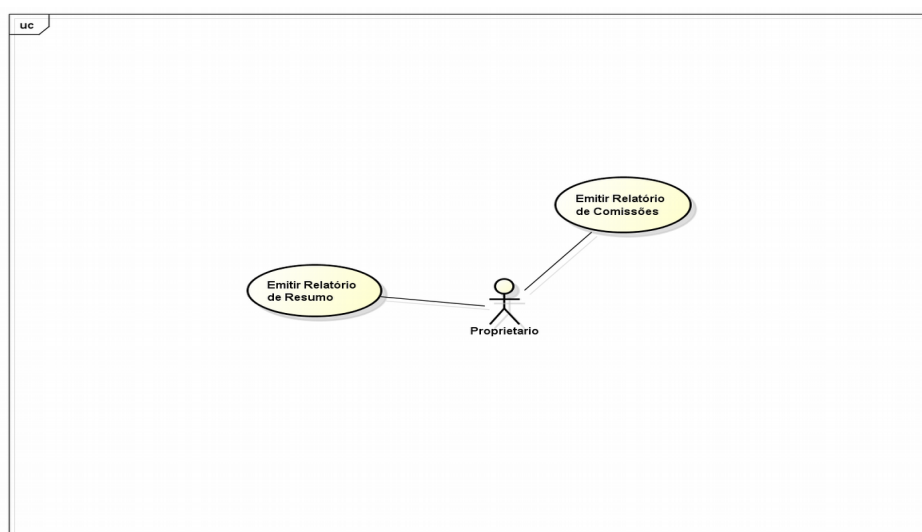 uc
Emitir Relatório
de Comissões
Emitir Relatório
de Resumo
Proprietario